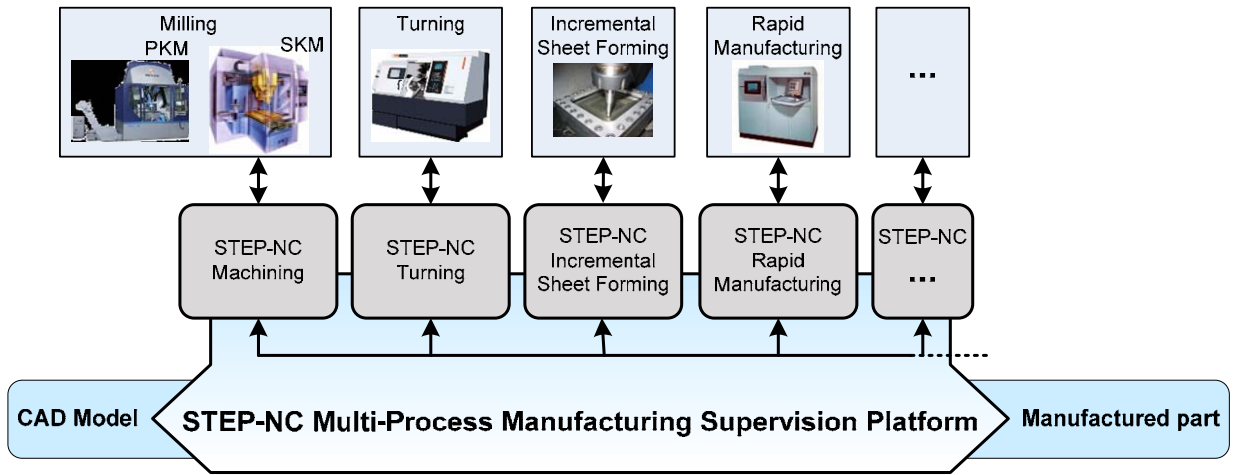 Milling
PKM
SKM
Turning
Incremental
Sheet Forming
Rapid
Manufacturing
...
STEP-NC
Machining
STEP-NC
Turning
STEP-NC
Incremental
Sheet Forming
STEP-NC
Rapid
Manufacturing
STEP-NC
...
CAD Model
STEP-NC Multi-Process Manufacturing Supervision Platform
Manufactured part